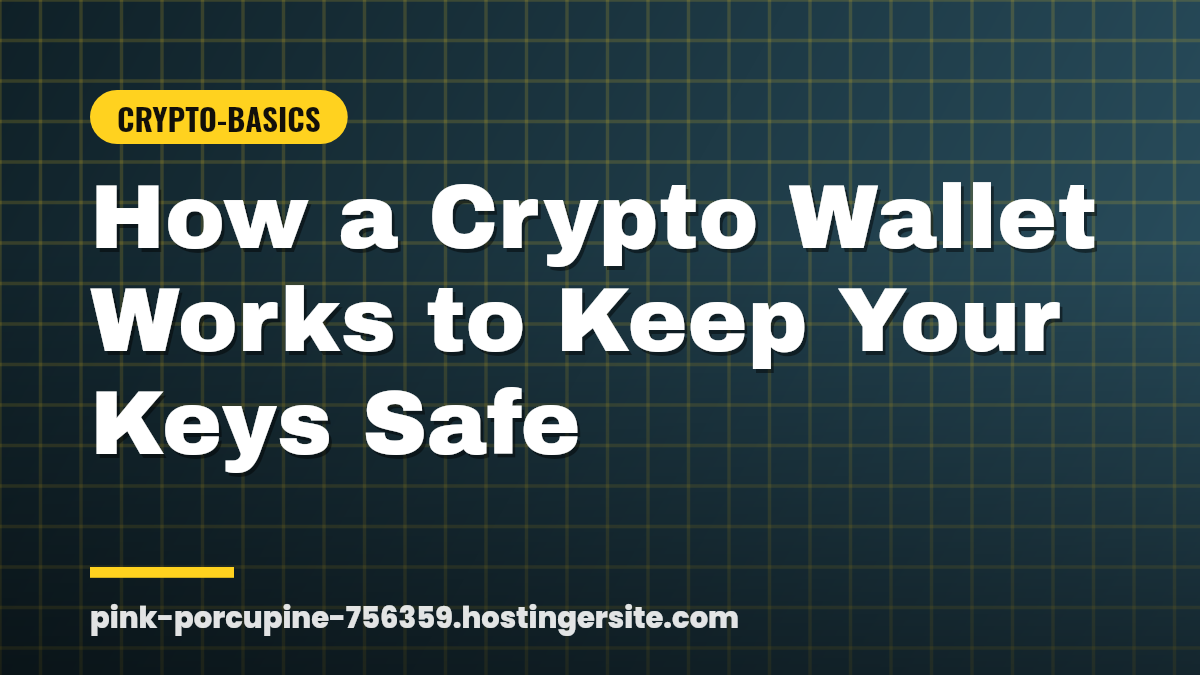 CRYPTO-BASICS
How a Crypto Wallet
Works to Keep Your
Keys Safe
pink-porcupine-756359.hostingersite.com